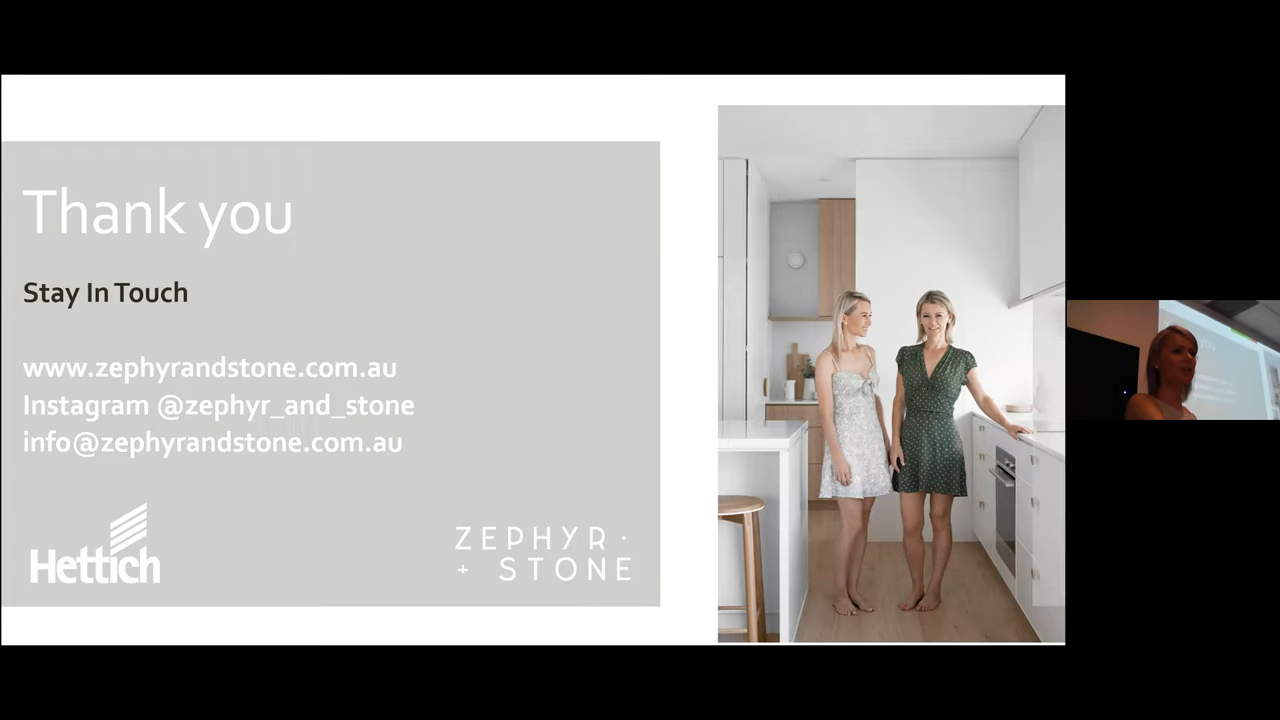 Thank you
Stay In Touch
www.zephyrandstone.com.au
Instagram @zephyr_and_stone
info@zephyrandstone.com.au
Hettich
ZEPHYR ·
+ STONE